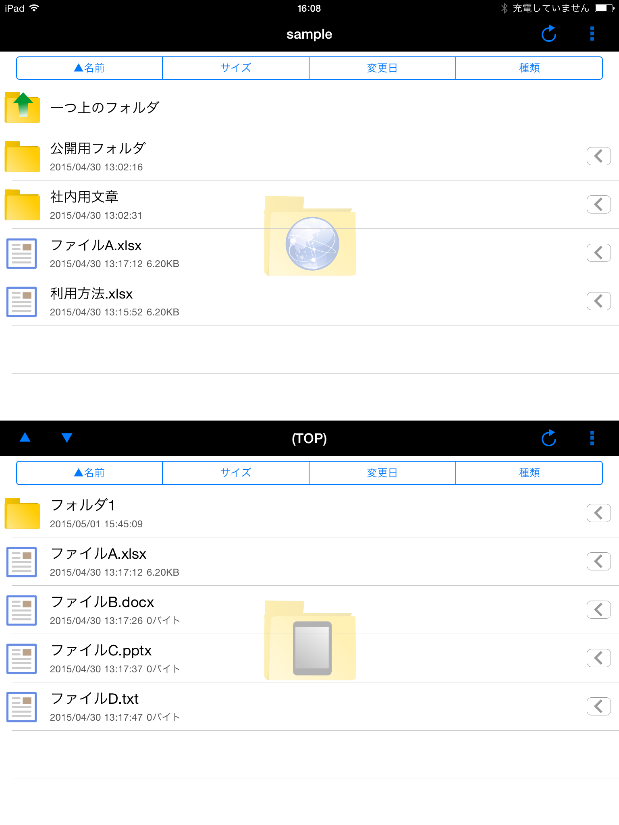 iPad 16:08 充電していません
sample
▲名前 サイズ 変更日 種類
一つ上のフォルダ
公開用フォルダ
2015/04/30 13:02:16
社内用文章
2015/04/30 13:02:31
ファイルA.xlsx
2015/04/30 13:17:12 6.20KB
利用方法.xlsx
2015/04/30 13:15:52 6.20KB
(TOP)
▲名前 サイズ 変更日 種類
フォルダ1
2015/05/01 15:45:09
ファイルA.xlsx
2015/04/30 13:17:12 6.20KB
ファイルB.docx
2015/04/30 13:17:26 0バイト
ファイルC.pptx
2015/04/30 13:17:37 0バイト
ファイルD.txt
2015/04/30 13:17:47 0バイト